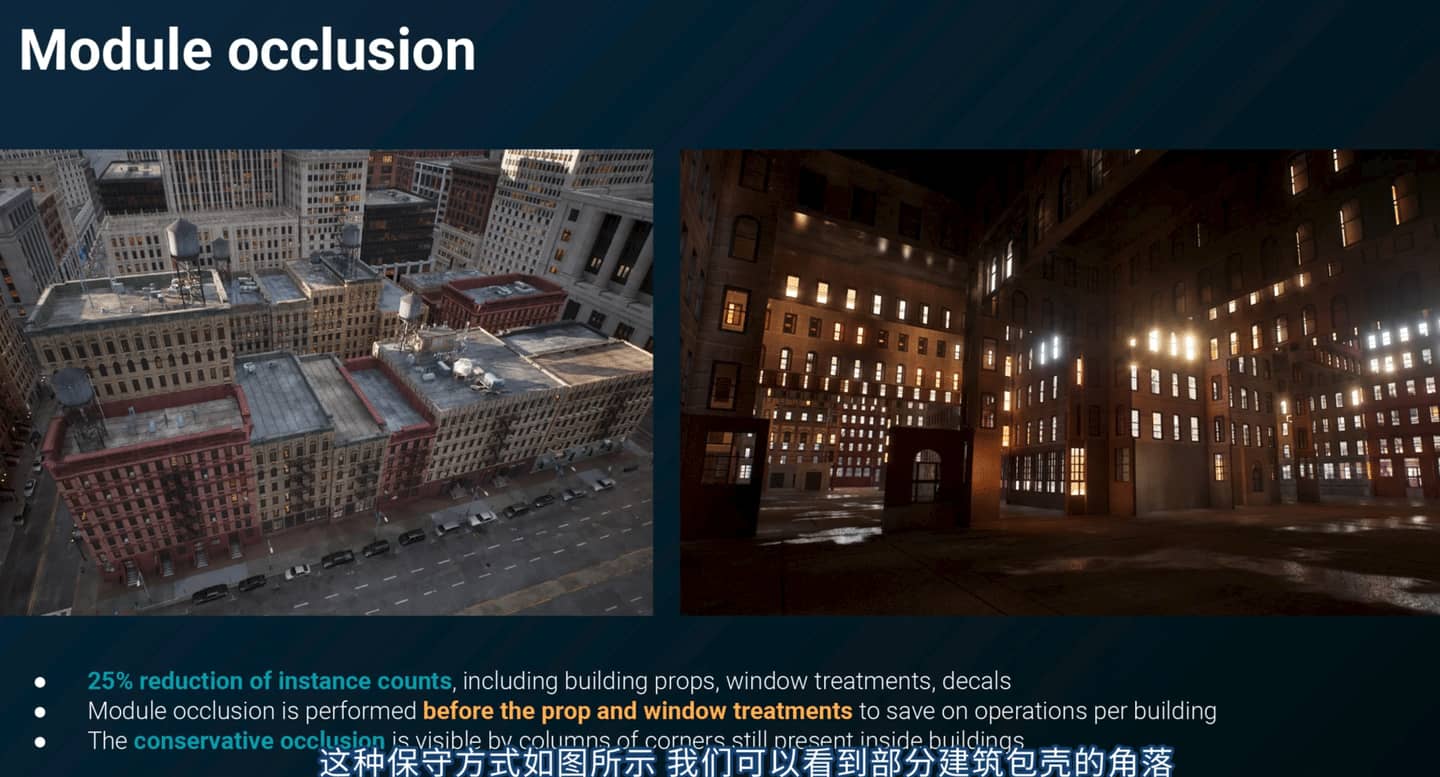 Module occlusion
25% reduction of instance counts, including building props, window treatments, decals
Module occlusion is performed before the prop and window treatments to save on operations per building
The conservative occlusion is visible by columns of corners still present inside buildings
这种保守方式如图所示 我们可以看到部分建筑包壳的角落